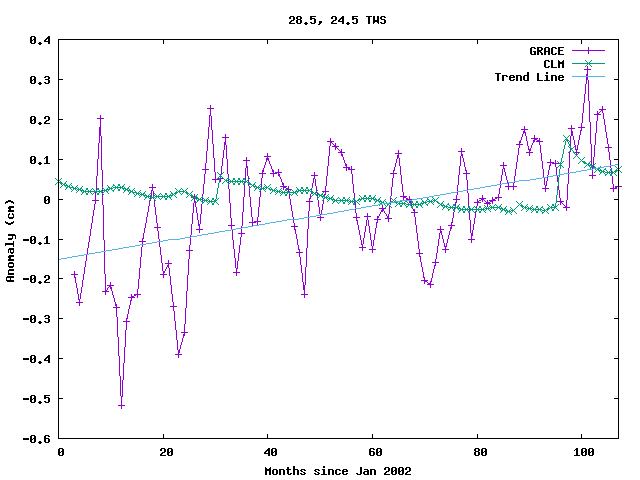 28.5, 24.5 TWS
GRACE
CLM
Trend Line
0.4
0.3
0.2
0.1
0
-0.1
-0.2
-0.3
-0.4
-0.5
-0.6
Anomaly (cm)
0 20 40 60 80 100
Months since Jan 2002